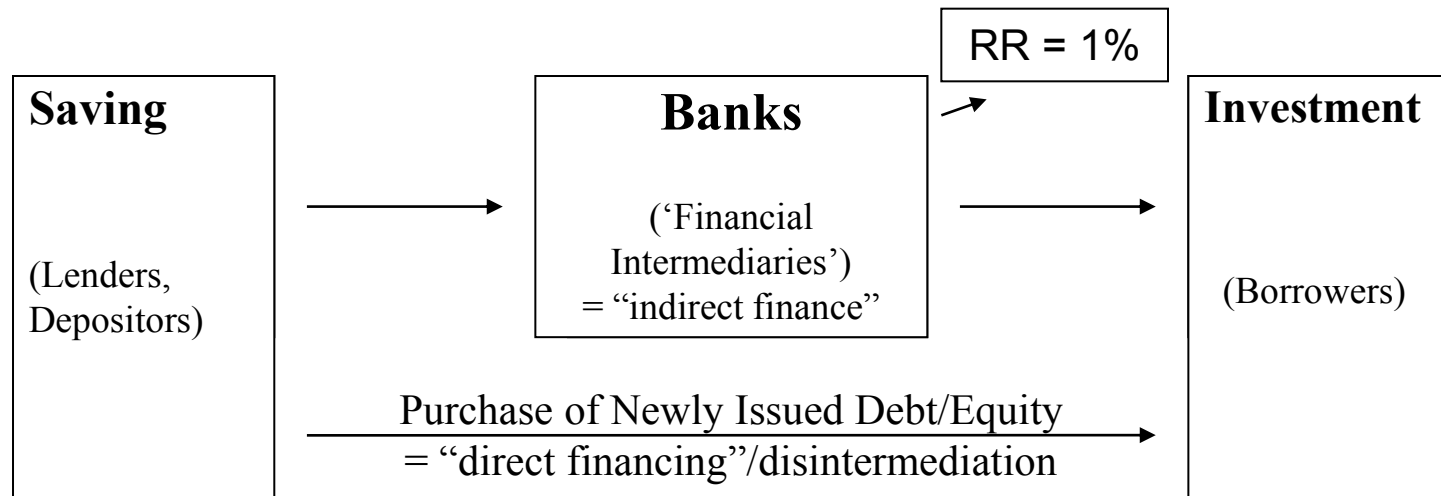 RR = 1%
Saving
Banks
Investment
(‘Financial
Intermediaries’)
= “indirect finance”
(Lenders,
Depositors)
(Borrowers)
Purchase of Newly Issued Debt/Equity
= “direct financing”/disintermediation